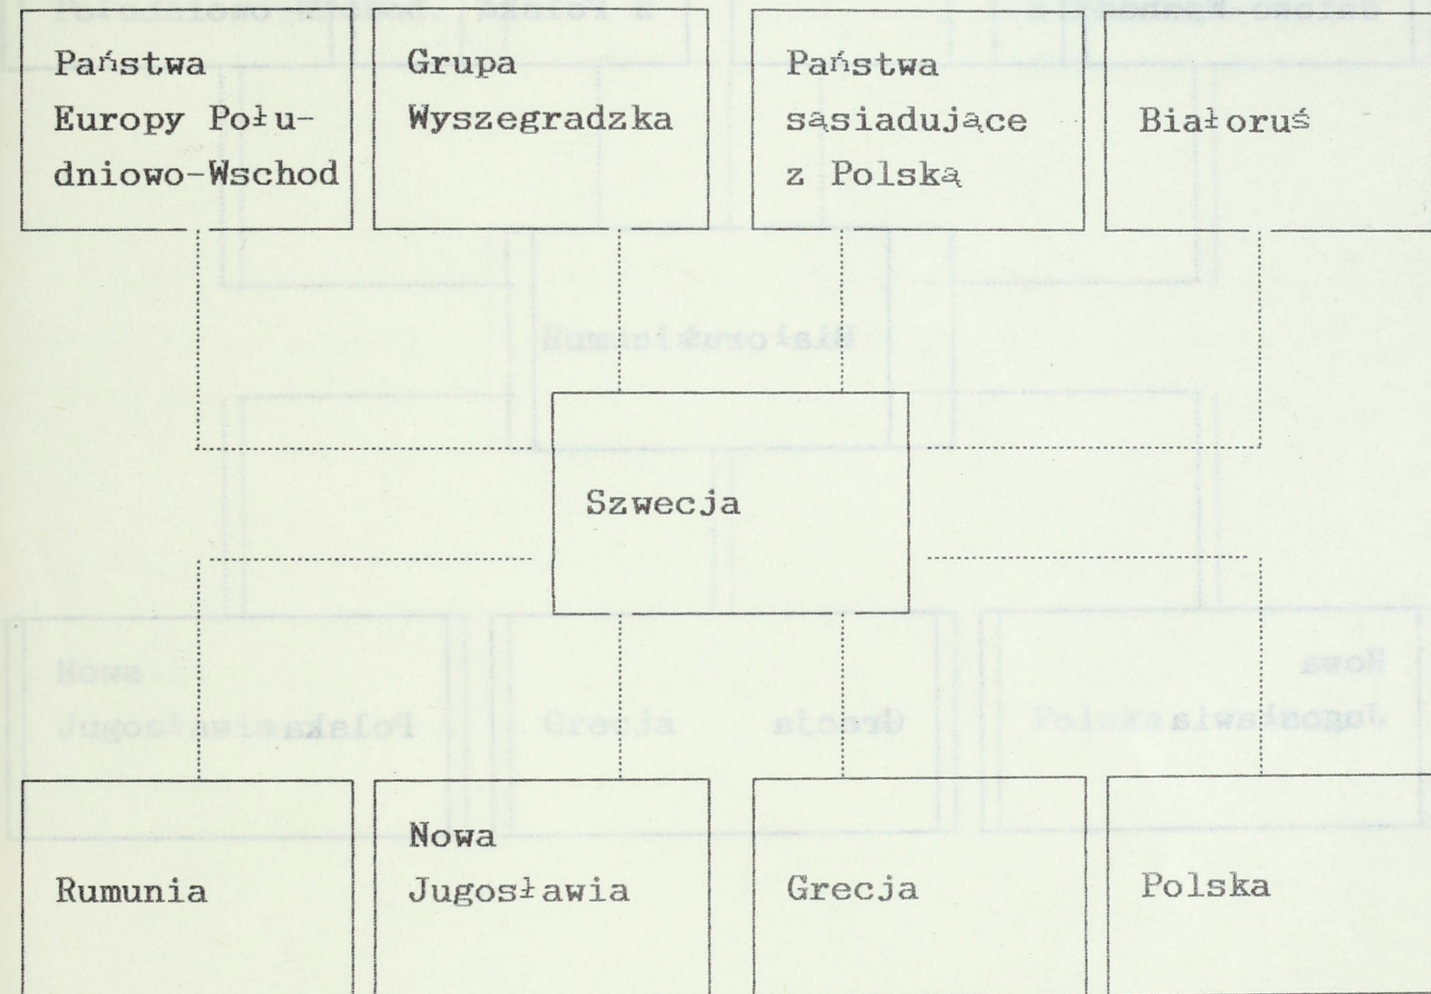 Państwa
Europy Połu-
dniowo-Wschod
Grupa
Wyszegradzka
Państwa
sąsiadujące
z Polską
Białoruś
Szwecja
Rumunia
Nowa
Jugosławia
Grecja
Polska